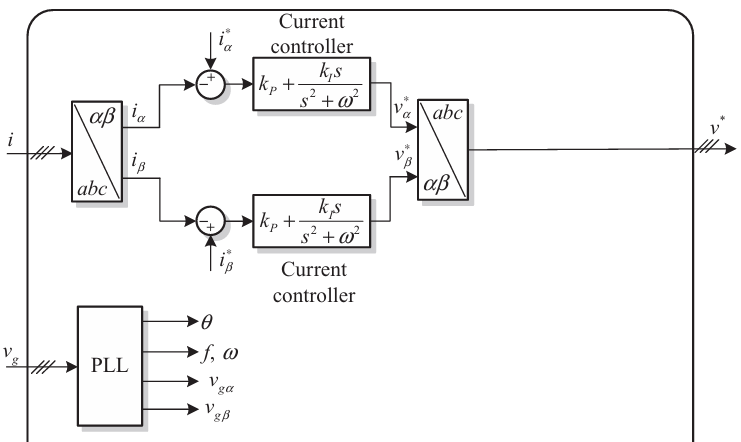 Current
controller
i*α
kP + kIs / s² + ω²
i
αβ
abc
iα
iβ
− +
v*α
v*β
abc
αβ
v*
− +
kP + kIs / s² + ω²
i*β
Current
controller
vg
PLL
θ
f, ω
vgα
vgβ